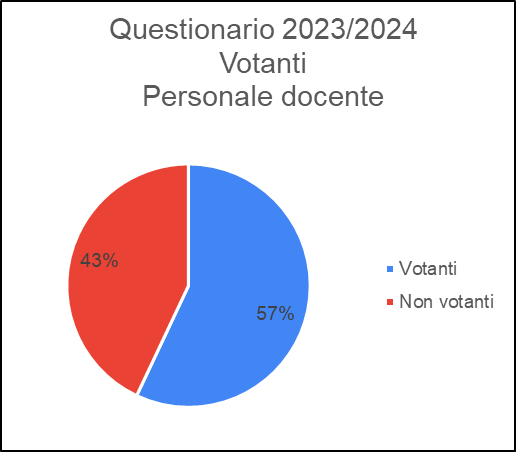 Questionario 2023/2024
Votanti
Personale docente
43%
57%
Votanti
Non votanti